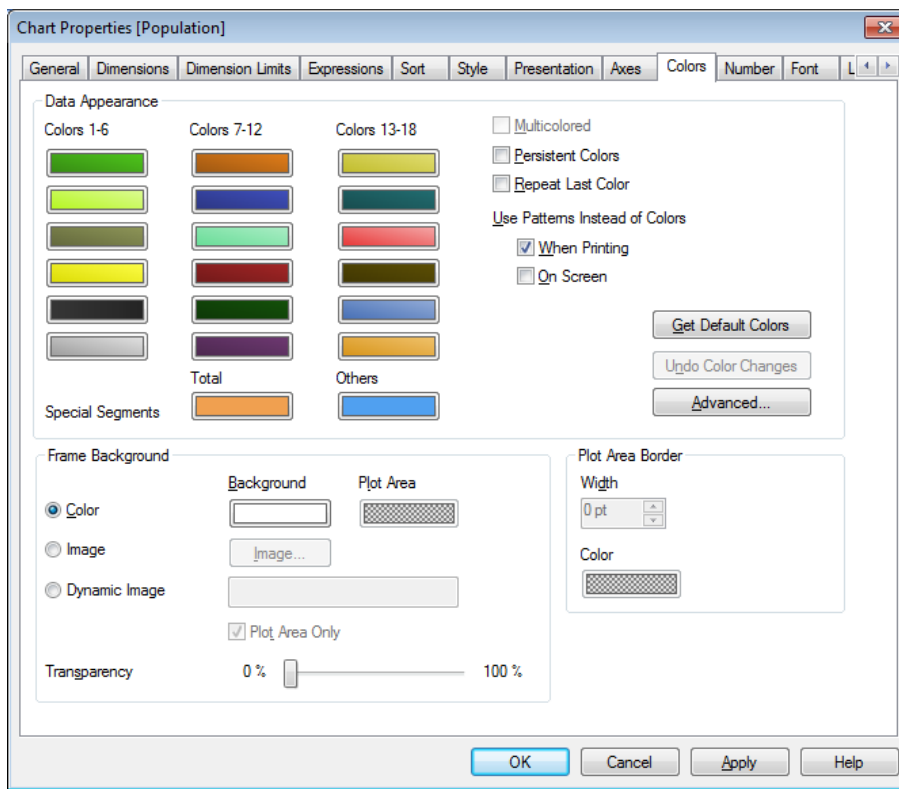 Chart Properties [Population]
General Dimensions Dimension Limits Expressions Sort Style Presentation Axes Colors Number Font L
Data Appearance
Colors 1-6 Colors 7-12 Colors 13-18
Multicolored
Persistent Colors
Repeat Last Color
Use Patterns Instead of Colors
When Printing
On Screen
Get Default Colors
Undo Color Changes
Advanced...
Total Others
Special Segments
Frame Background
Background Plot Area
Color
Image Image...
Dynamic Image
Plot Area Only
Transparency 0 % 100 %
Plot Area Border
Width
0 pt
Color
OK Cancel Apply Help